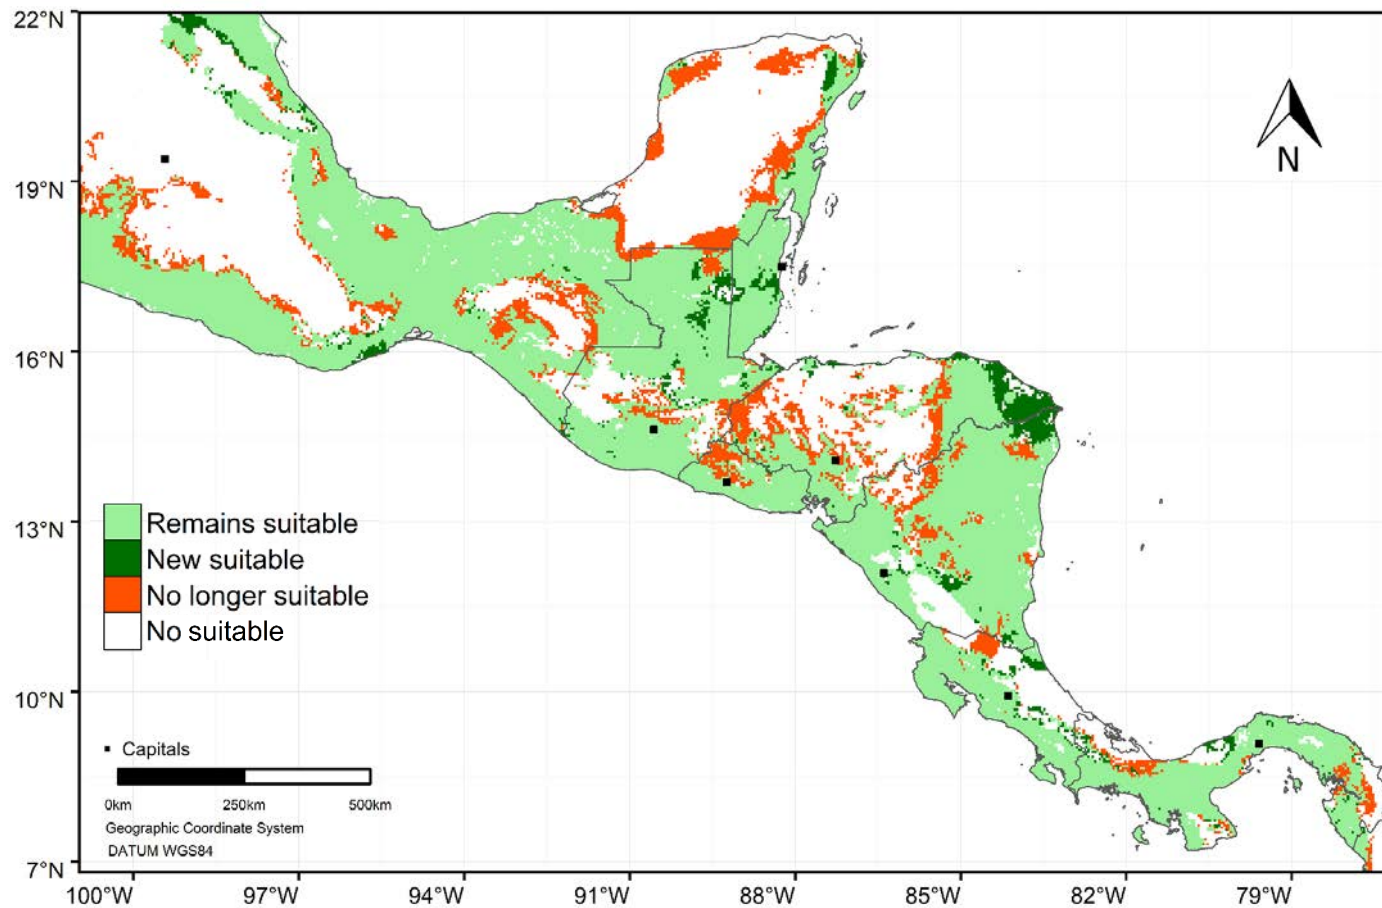 22°N
19°N
16°N
13°N
10°N
7°N
N
Remains suitable
New suitable
No longer suitable
No suitable
Capitals
0km 250km 500km
Geographic Coordinate System
DATUM WGS84
100°W 97°W 94°W 91°W 88°W 85°W 82°W 79°W